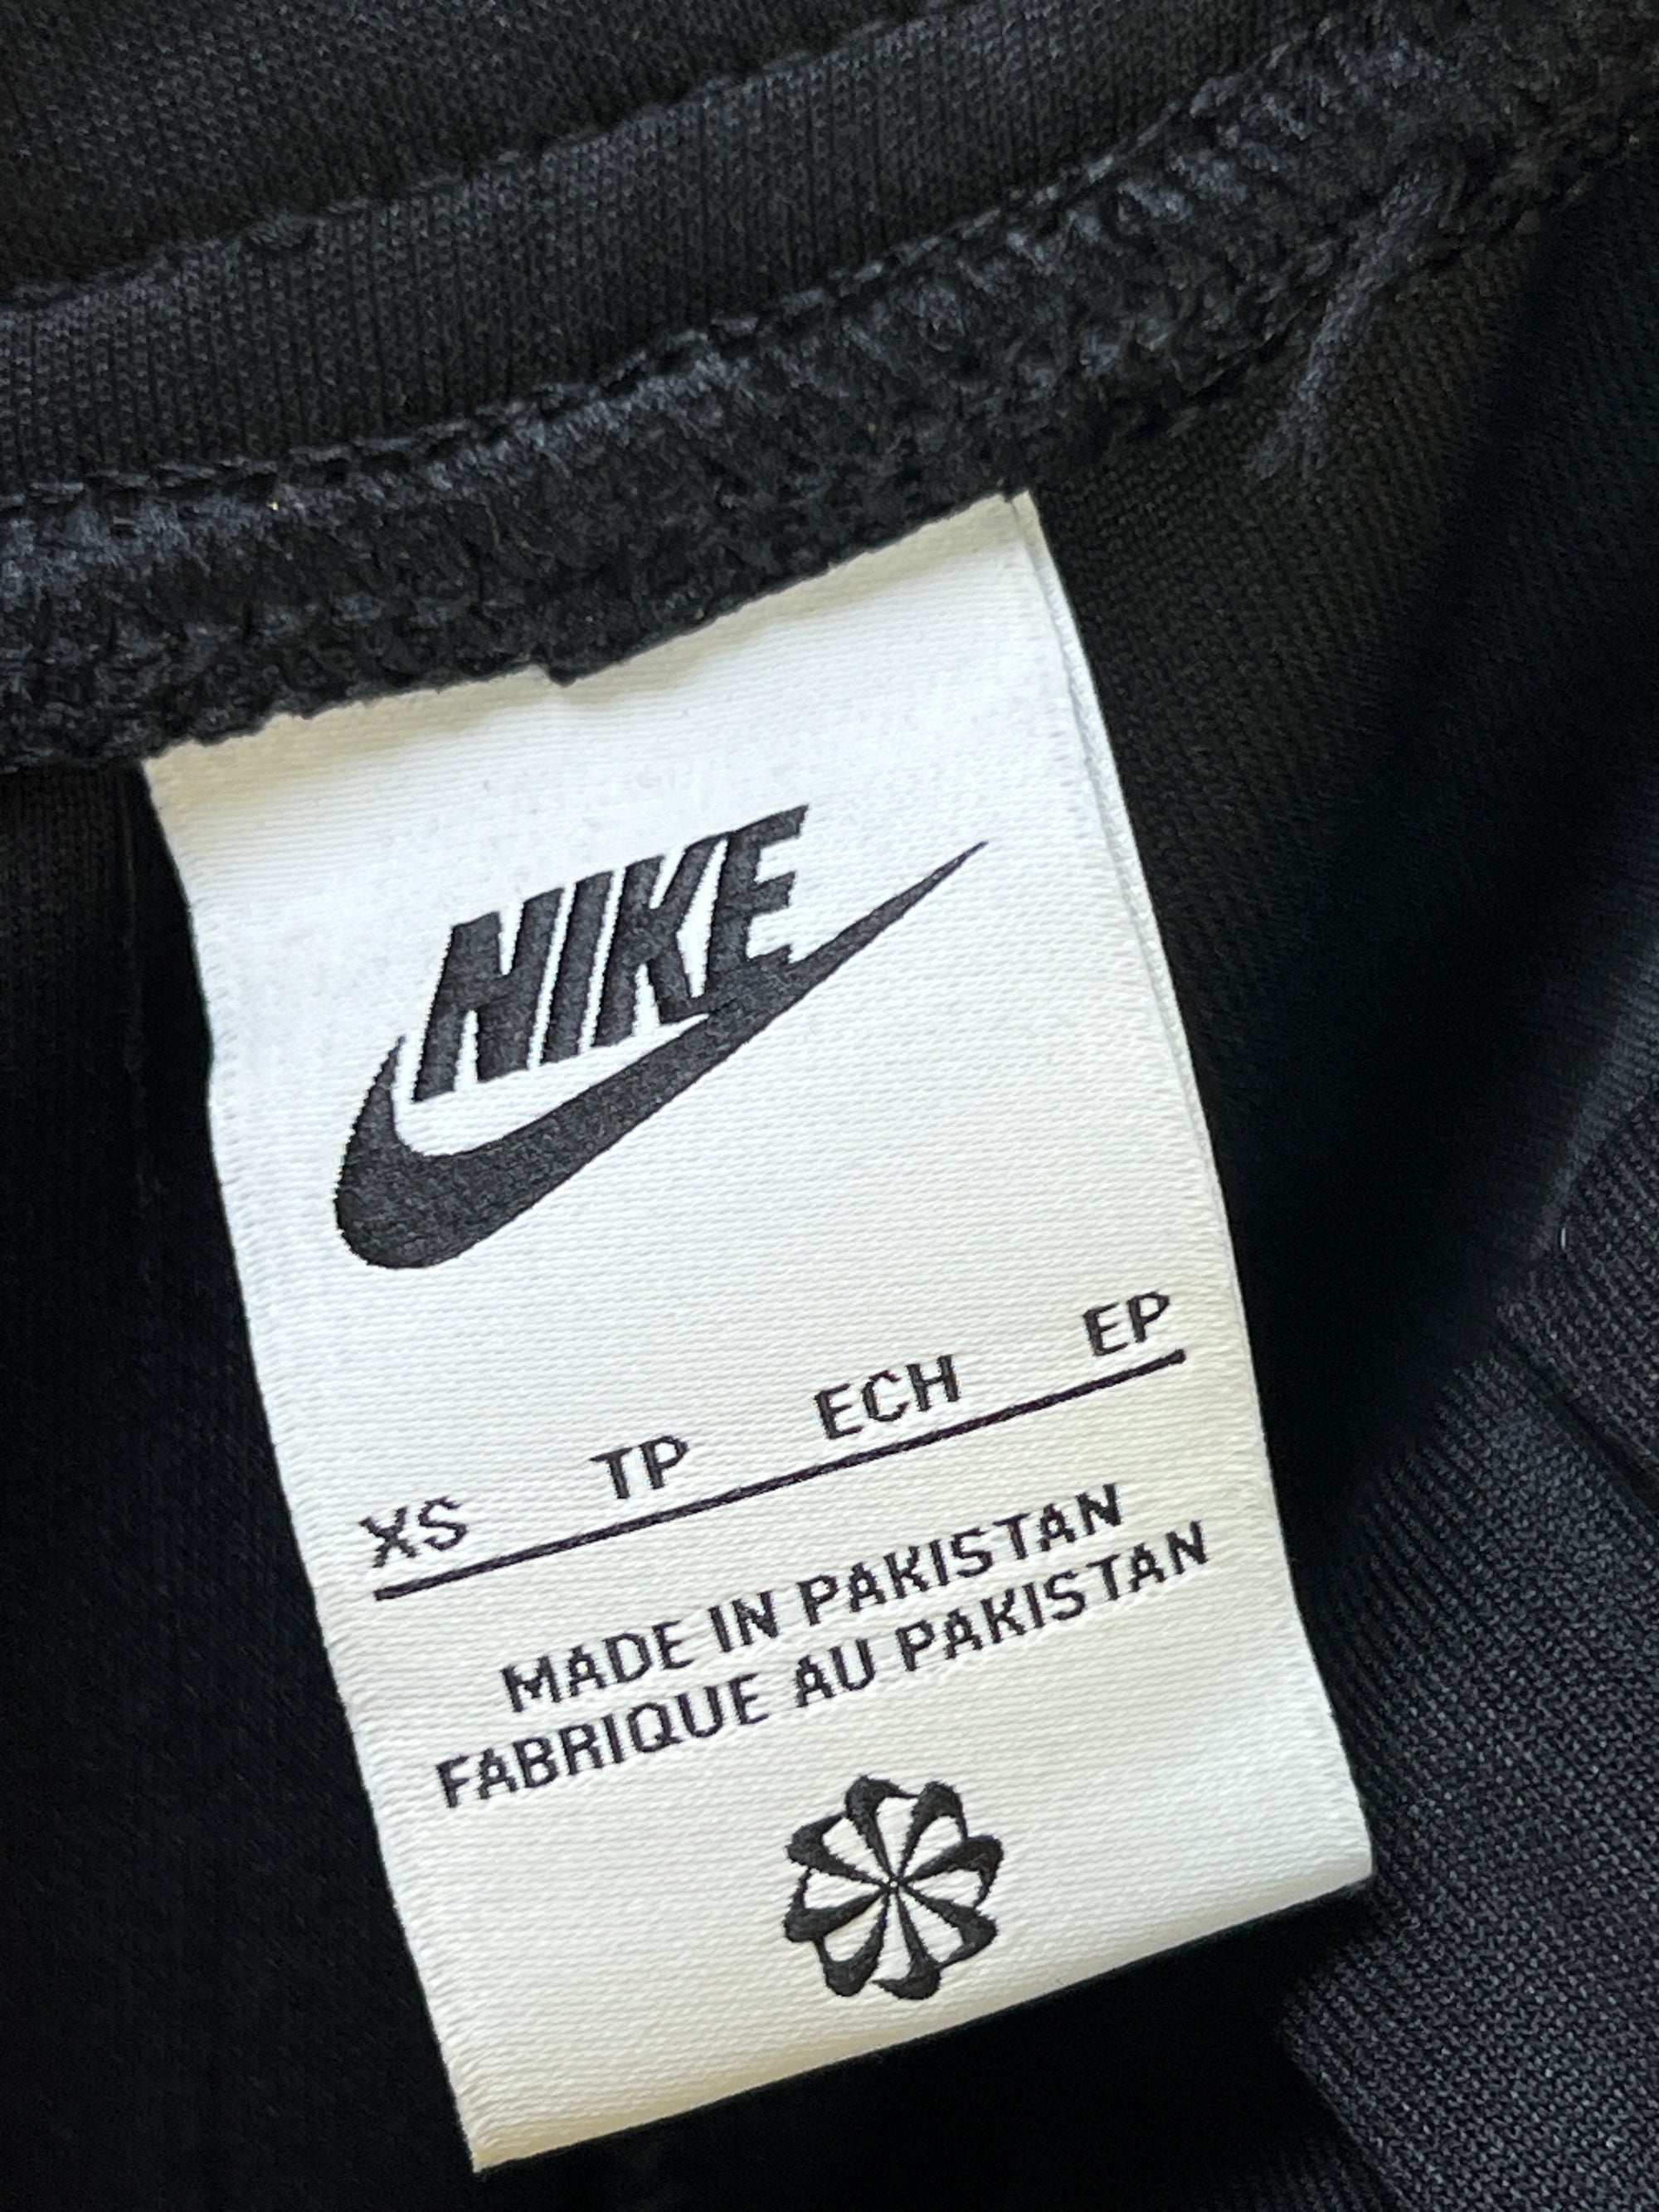 NIKE
XS TP ECH EP
MADE IN PAKISTAN
FABRIQUE AU PAKISTAN